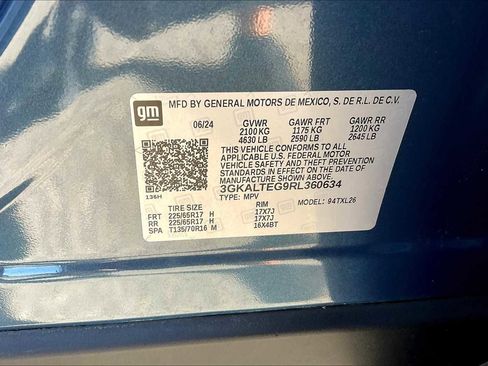 gm
MFD BY GENERAL MOTORS DE MEXICO, S. DE R.L. DE C.V.
06/24 GVWR GAWR FRT GAWR RR
2100 KG 1175 KG 1200 KG
4630 LB 2590 LB 2645 LB
THIS VEHICLE CONFORMS TO ALL
APPLICABLE U.S. FEDERAL MOTOR
VEHICLE SAFETY AND THEFT PREVENTION
STANDARDS IN EFFECT ON THE DATE OF
MANUFACTURE SHOWN ABOVE.
3GKALTEG9RL360634
136H TYPE: MPV
MODEL: 94TXL26
TIRE SIZE RIM
FRT 225/65R17 H 17X7J
RR 225/65R17 H 17X7J
SPA T135/70R16 M 16X4BT